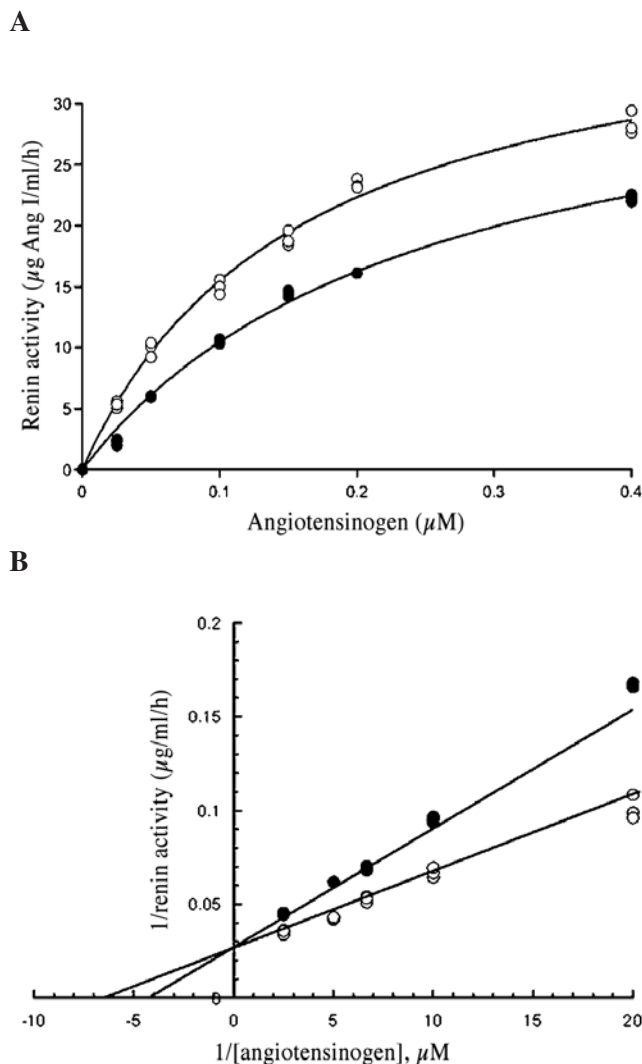 A
30
25
20
15
10
5
0
Renin activity (µg Ang I/ml/h)
0 0.1 0.2 0.3 0.4
Angiotensinogen (µM)
B
0.2
0.15
0.1
0.05
0
1/renin activity (µg/ml/h)
-10 -5 0 5 10 15 20
1/[angiotensinogen], µM